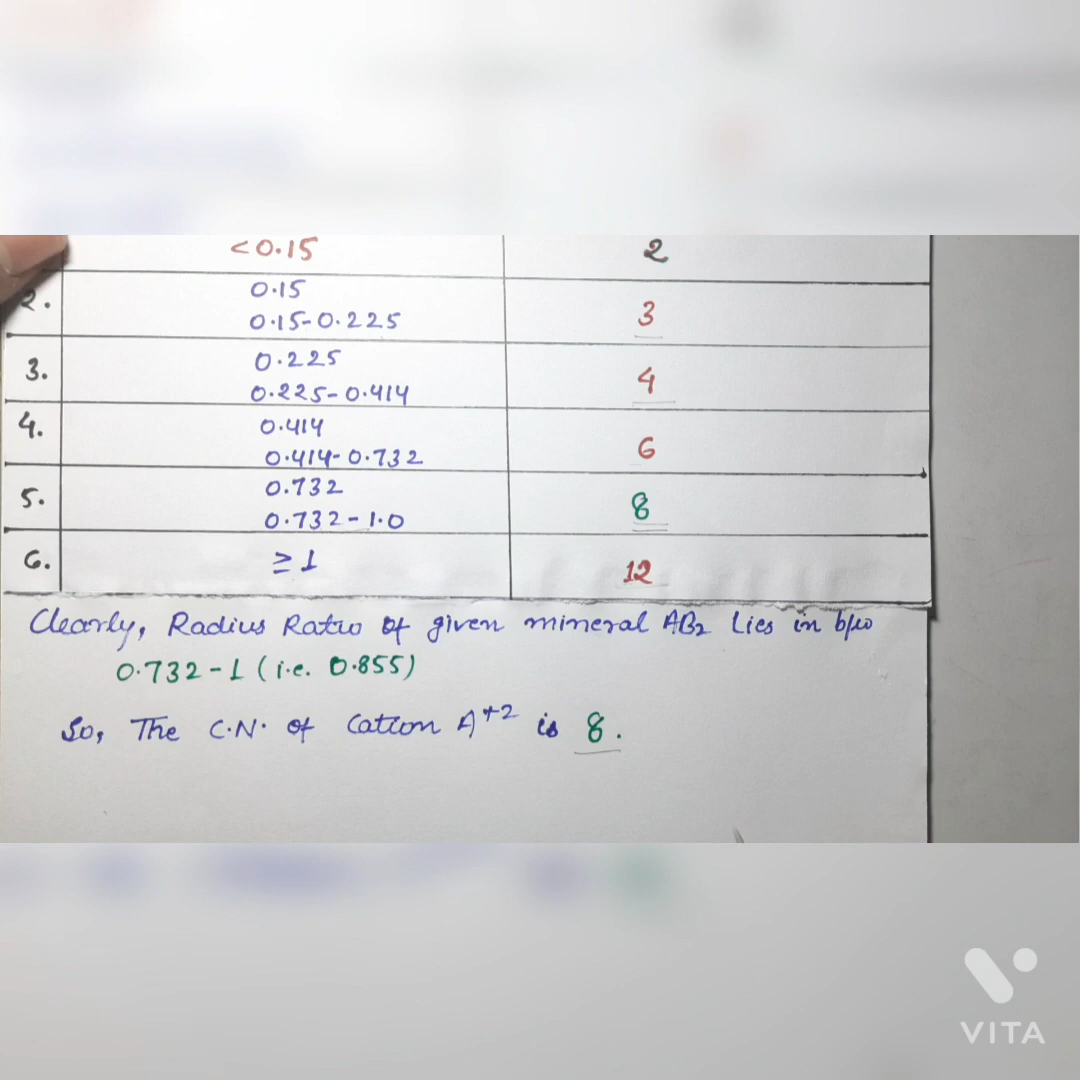 <0.15 2
2. 0.15
0.15-0.225 3
3. 0.225
0.225-0.414 4
4. 0.414
0.414-0.732 6
5. 0.732
0.732-1.0 8
6. ≥1 12
Clearly, Radius Ratio of given mineral AB₂ Lies in b/w
0.732-1 (i.e. 0.855)
So, The C.N. of Cation A⁺² is 8.
VITA